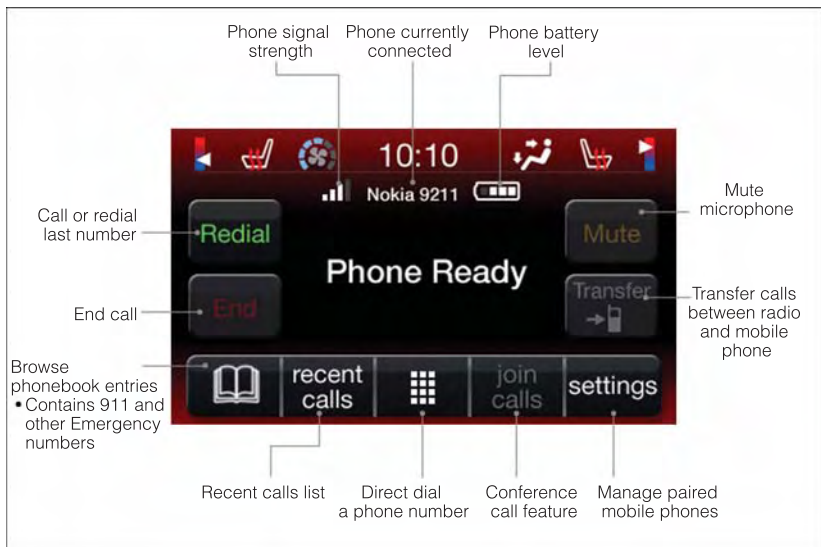 Phone signal
strength
Phone currently
connected
Phone battery
level
10:10
Nokia 9211
Call or redial
last number
Redial
Mute
Mute
microphone
Phone Ready
End call
End
Transfer
Transfer calls
between radio
and mobile
phone
Browse
phonebook entries
• Contains 911 and
other Emergency
numbers
recent
calls
join
calls
settings
Recent calls list
Direct dial
a phone number
Conference
call feature
Manage paired
mobile phones